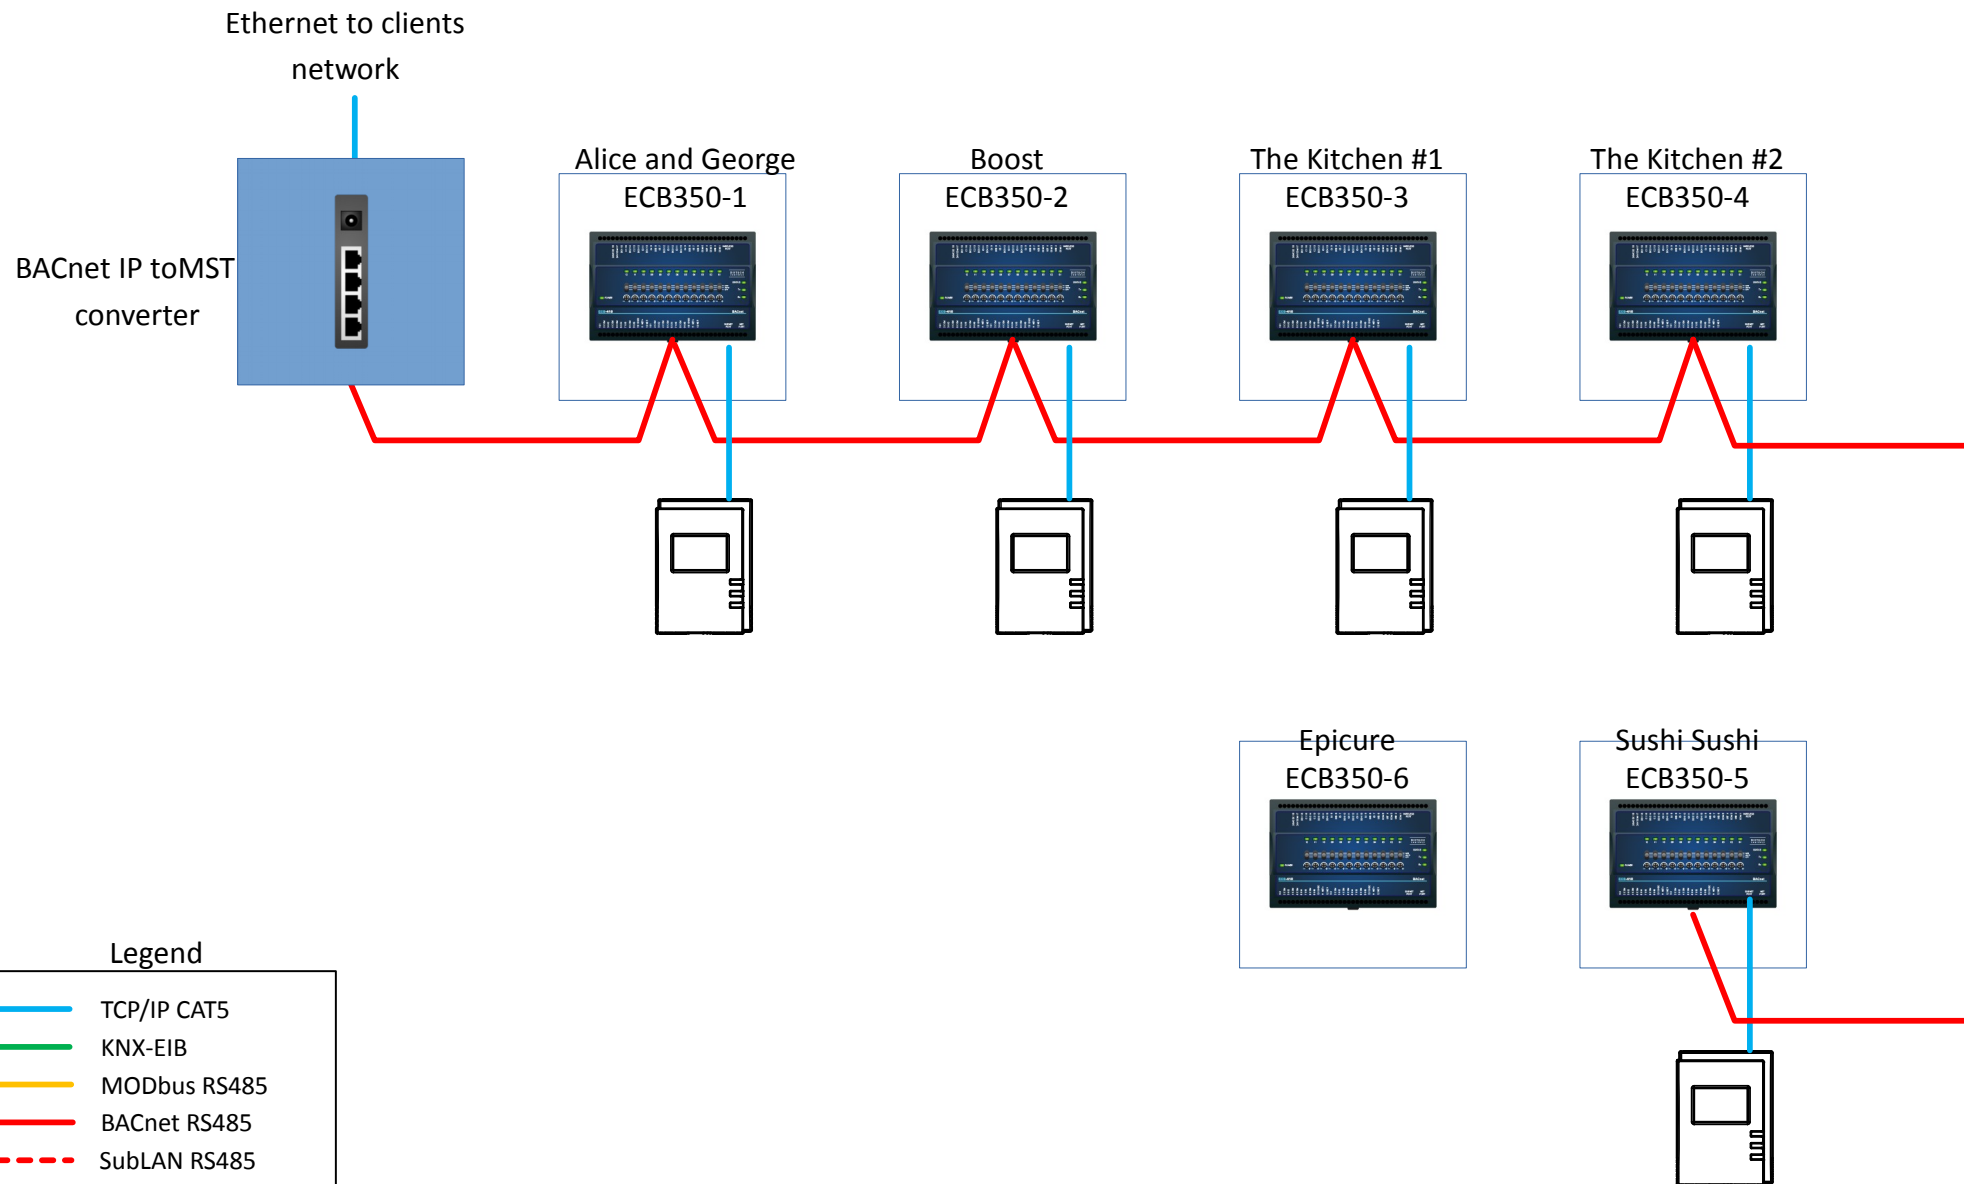 Ethernet to clients
network
Alice and George
ECB350-1
Boost
ECB350-2
The Kitchen #1
ECB350-3
The Kitchen #2
ECB350-4
BACnet IP toMST
converter
Epicure
ECB350-6
Sushi Sushi
ECB350-5
Legend
TCP/IP CAT5
KNX-EIB
MODbus RS485
BACnet RS485
SubLAN RS485